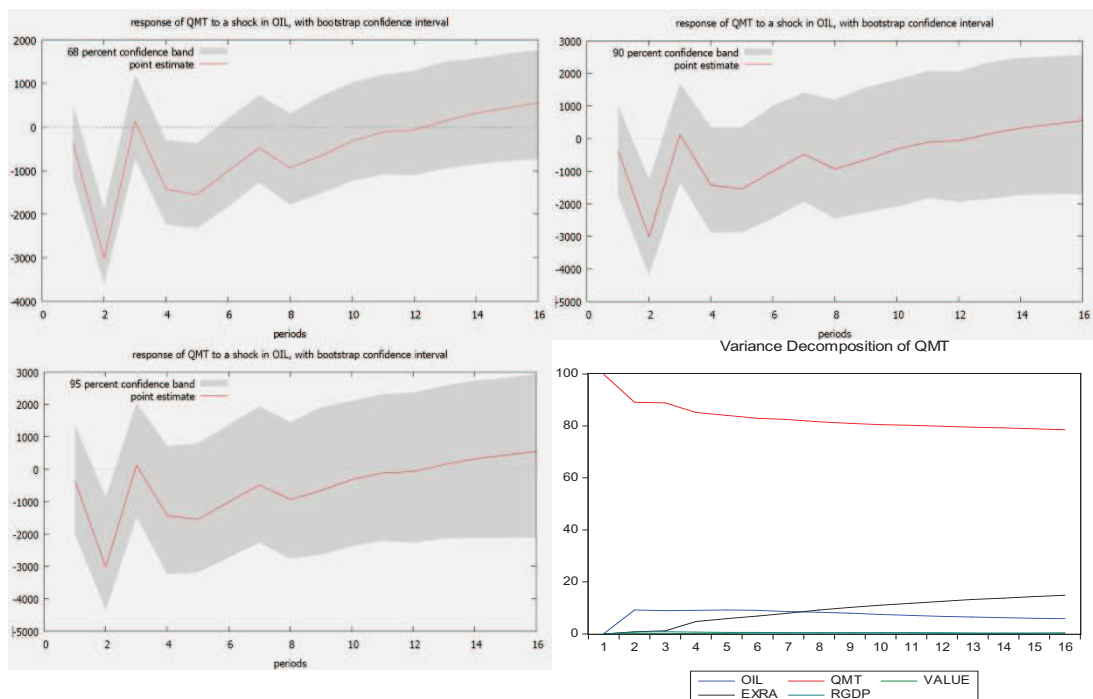 response of QMT to a shock in OIL, with bootstrap confidence interval
2000
1000
0
-1000
-2000
-3000
-4000
68 percent confidence band
point estimate
0 2 4 6 8 10 12 14 16
periods
response of QMT to a shock in OIL, with bootstrap confidence interval
3000
2000
1000
0
-1000
-2000
-3000
-4000
-5000
90 percent confidence band
point estimate
0 2 4 6 8 10 12 14 16
periods
response of QMT to a shock in OIL, with bootstrap confidence interval
3000
2000
1000
0
-1000
-2000
-3000
-4000
-5000
95 percent confidence band
point estimate
0 2 4 6 8 10 12 14 16
periods
Variance Decomposition of QMT
100
80
60
40
20
0
1 2 3 4 5 6 7 8 9 10 11 12 13 14 15 16
OIL QMT VALUE
EXRA RGDP